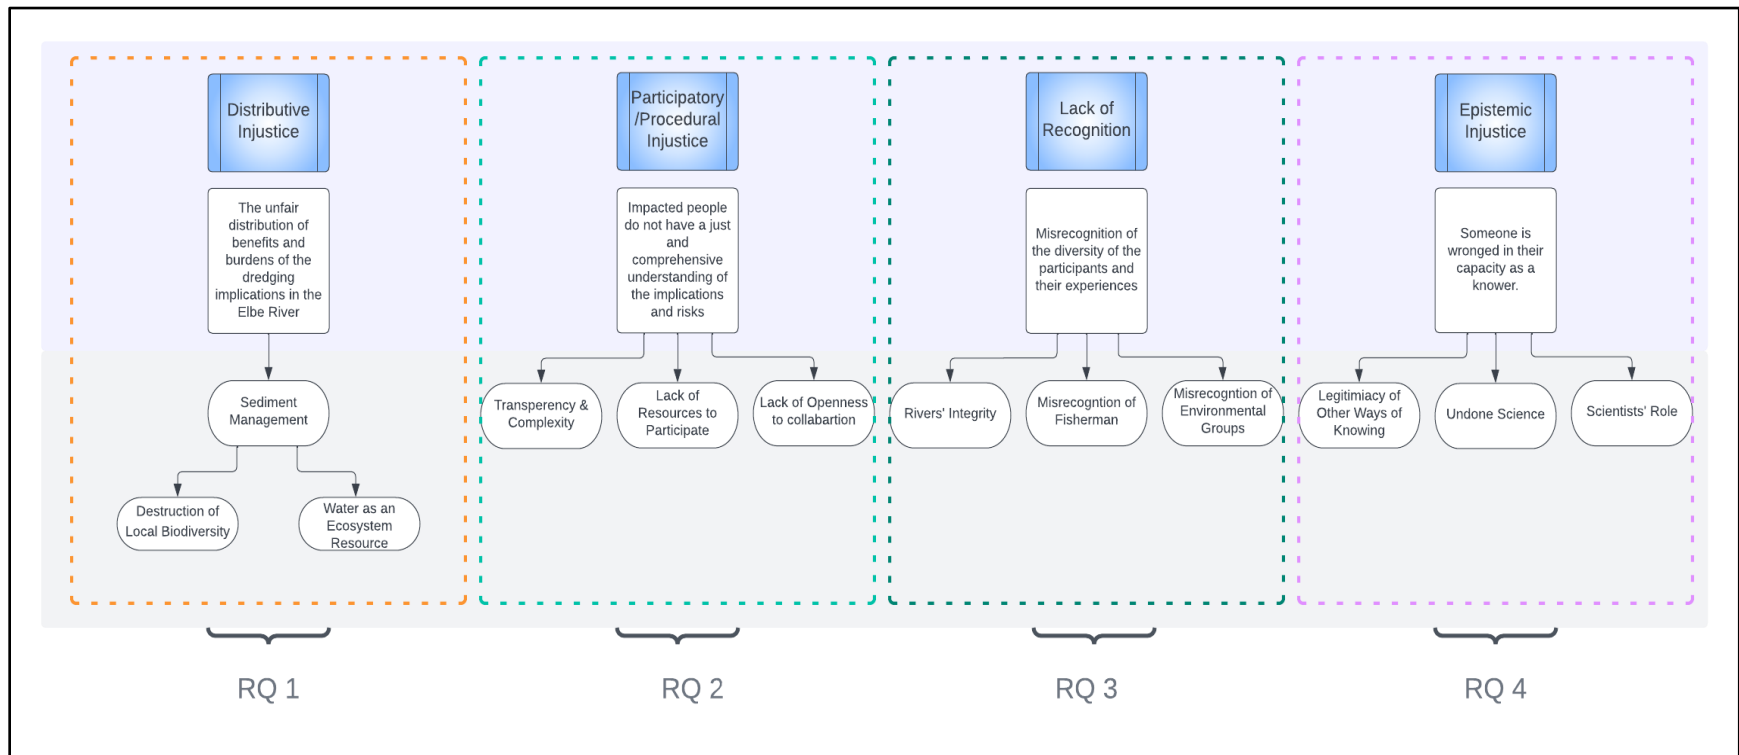 Distributive
Injustice
The unfair
distribution of
benefits and
burdens of the
dredging
implications in the
Elbe River
Sediment
Management
Destruction of
Local Biodiversity
Water as an
Ecosystem
Resource
RQ 1
Participatory
/Procedural
Injustice
Impacted people
do not have a just
and
comprehensive
understanding of
the implications
and risks
Transperency &
Complexity
Lack of
Resources to
Participate
Lack of Openness
to collabartion
RQ 2
Lack of
Recognition
Misrecognition of
the diversity of the
participants and
their experiences
Rivers' Integrity
Misrecogntion of
Fisherman
Misrecogntion of
Environmental
Groups
RQ 3
Epistemic
Injustice
Someone is
wronged in their
capacity as a
knower.
Legitimiacy of
Other Ways of
Knowing
Undone Science
Scientists' Role
RQ 4